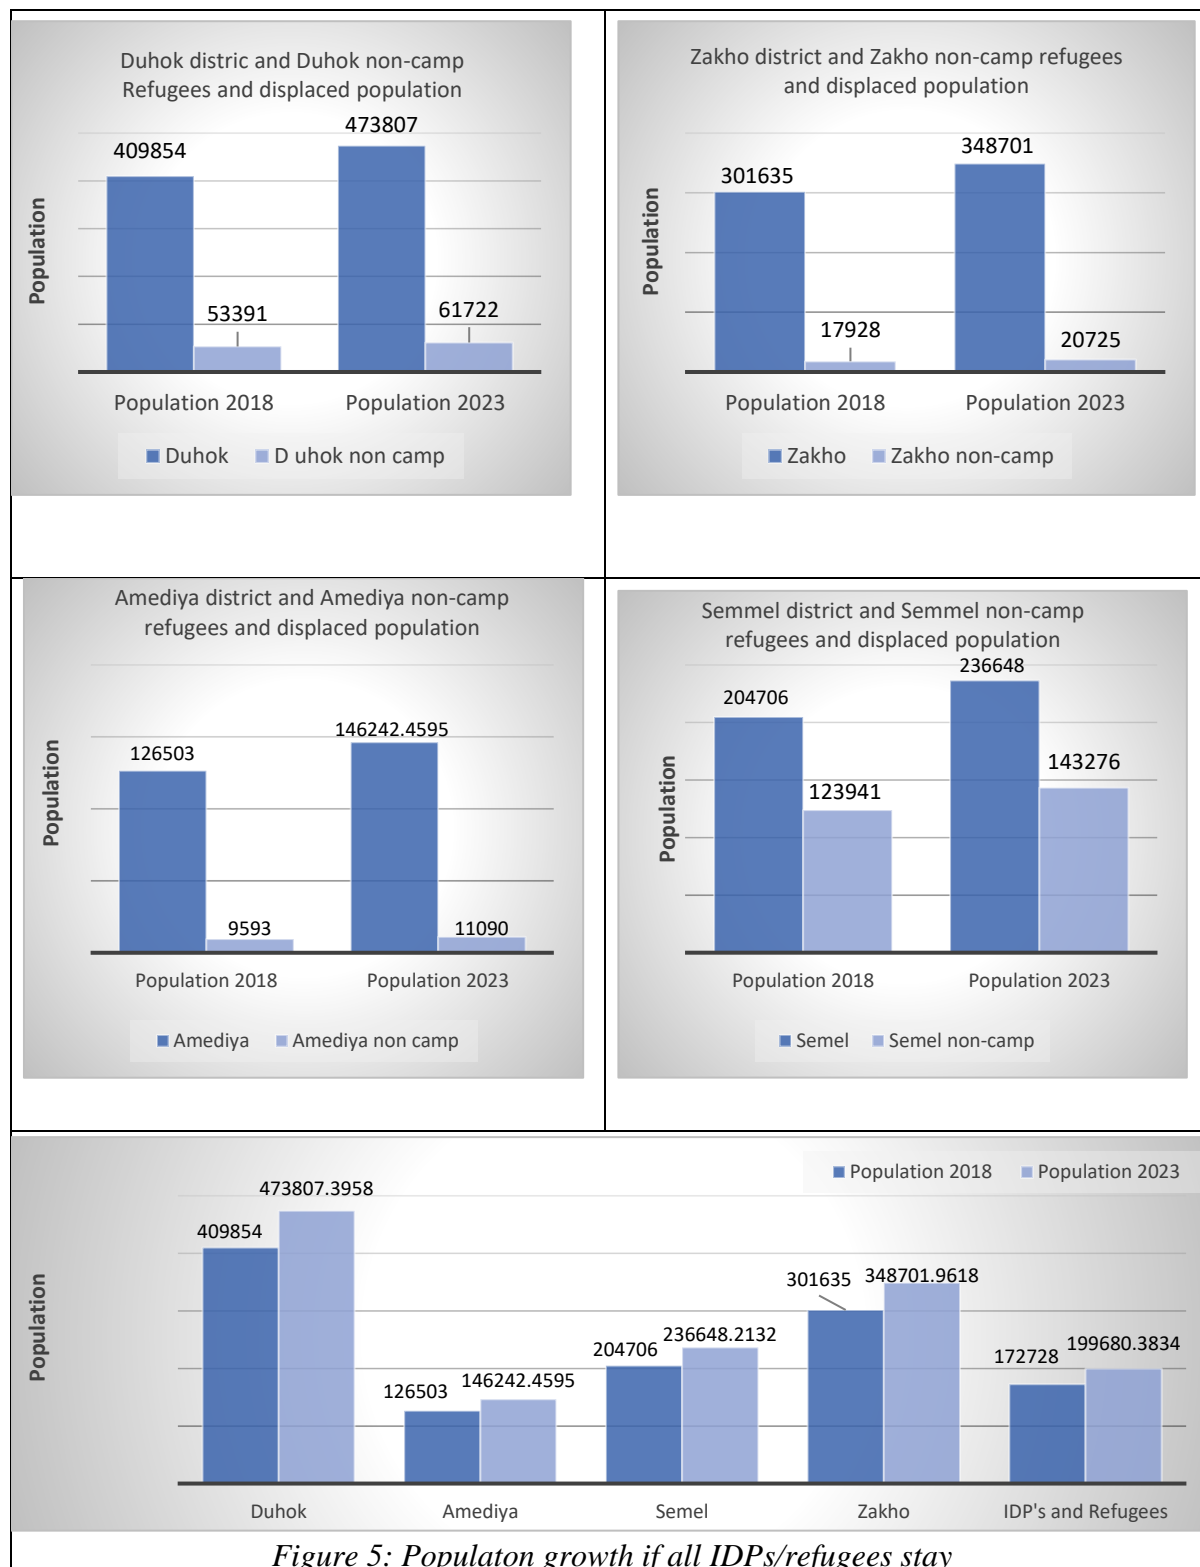 Duhok distric and Duhok non-camp
Refugees and displaced population
473807
409854
61722
53391
Population
Population 2018
Population 2023
Duhok
D uhok non camp
Zakho district and Zakho non-camp refugees
and displaced population
348701
301635
20725
17928
Population
Population 2018
Population 2023
Zakho
Zakho non-camp
Amediya district and Amediya non-camp
refugees and displaced population
146242.4595
126503
9593
11090
Population
Population 2018
Population 2023
Amediya
Amediya non camp
Semmel district and Semmel non-camp
refugees and displaced population
236648
204706
143276
123941
Population
Population 2018
Population 2023
Semel
Semel non-camp
Population 2018
Population 2023
473807.3958
409854
301635
348701.9618
204706
236648.2132
172728
199680.3834
126503
146242.4595
Population
Duhok
Amediya
Semel
Zakho
IDP's and Refugees
Figure 5: Populaton growth if all IDPs/refugees stay